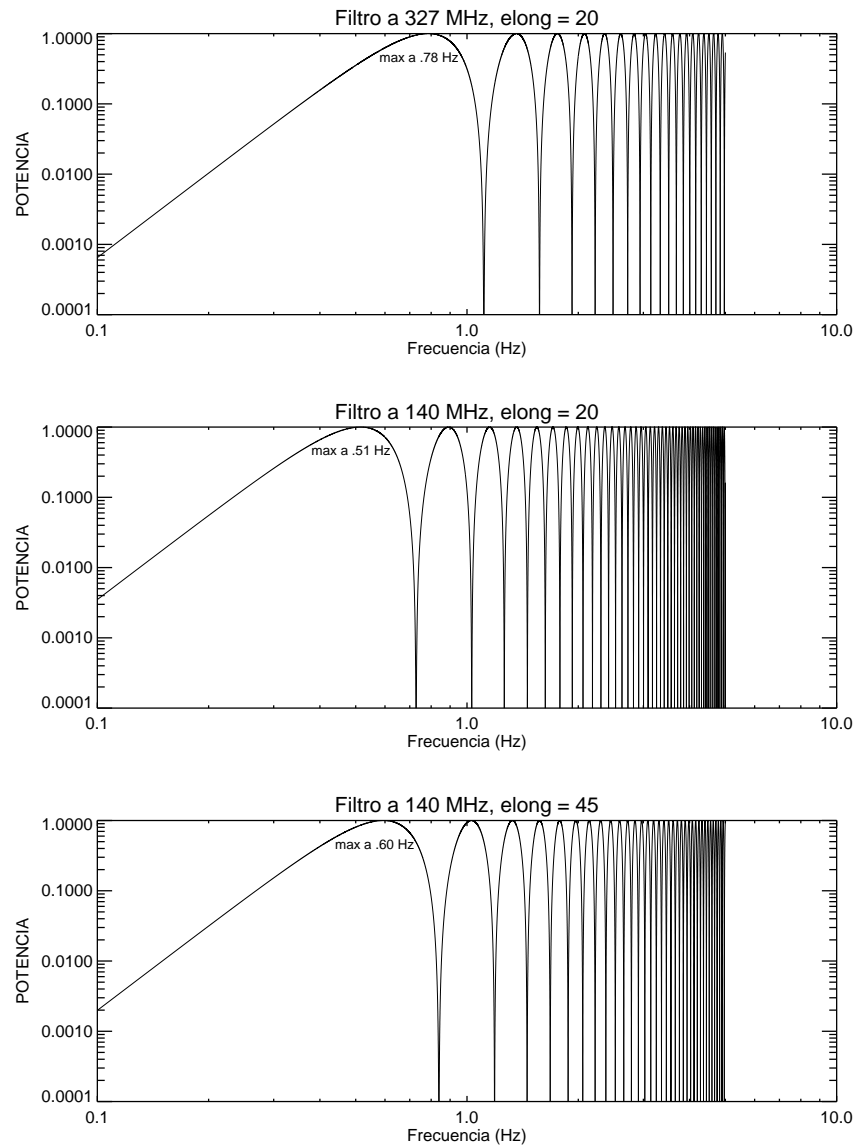 Filtro a 327 MHz, elong = 20
1.0000
max a .78 Hz
0.1000
0.0100
0.0010
0.0001
POTENCIA
0.1
1.0
10.0
Frecuencia (Hz)
Filtro a 140 MHz, elong = 20
1.0000
max a .51 Hz
0.1000
0.0100
0.0010
0.0001
POTENCIA
0.1
1.0
10.0
Frecuencia (Hz)
Filtro a 140 MHz, elong = 45
1.0000
max a .60 Hz
0.1000
0.0100
0.0010
0.0001
POTENCIA
0.1
1.0
10.0
Frecuencia (Hz)